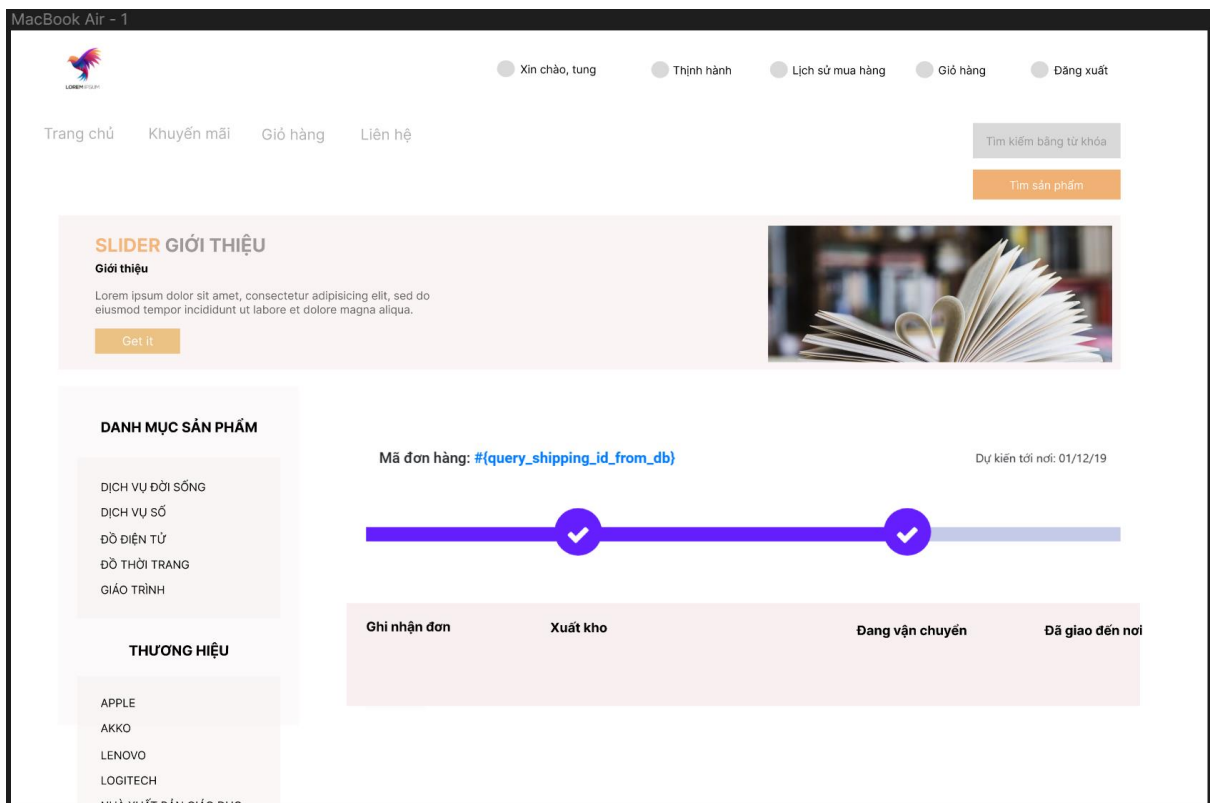 MacBook Air - 1
LOREM IPSUM
Xin chào, tung
Thịnh hành
Lịch sử mua hàng
Giỏ hàng
Đăng xuất
Trang chủ
Khuyến mãi
Giỏ hàng
Liên hệ
Tìm kiếm bằng từ khóa
Tìm sản phẩm
SLIDER GIỚI THIỆU
Giới thiệu
Lorem ipsum dolor sit amet, consectetur adipisicing elit, sed do
eiusmod tempor incididunt ut labore et dolore magna aliqua.
Get it
DANH MỤC SẢN PHẨM
DỊCH VỤ ĐỜI SỐNG
DỊCH VỤ SỐ
ĐỒ ĐIỆN TỬ
ĐỒ THỜI TRANG
GIÁO TRÌNH
THƯƠNG HIỆU
APPLE
AKKO
LENOVO
LOGITECH
NHÀ XUẤT BẢN GIÁO DỤC
Mã đơn hàng: #{query_shipping_id_from_db}
Dự kiến tới nơi: 01/12/19
Ghi nhận đơn
Xuất kho
Đang vận chuyển
Đã giao đến nơi